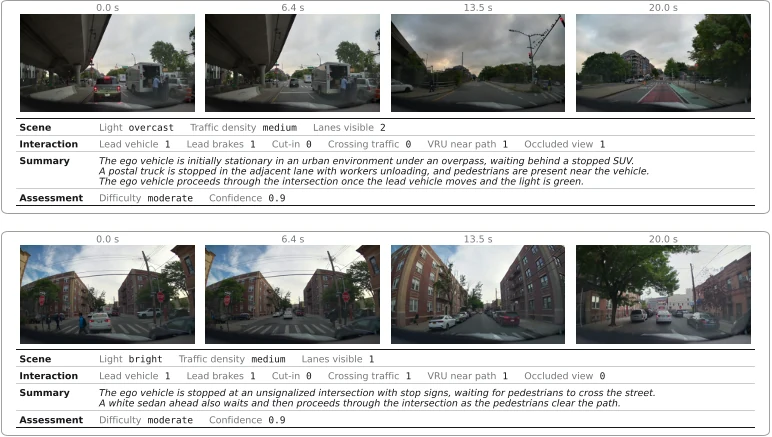 0.0 s 6.4 s 13.5 s 20.0 s
Scene Light overcast Traffic density medium Lanes visible 2
Interaction Lead vehicle 1 Lead brakes 1 Cut-in 0 Crossing traffic 0 VRU near path 1 Occluded view 1
Summary The ego vehicle is initially stationary in an urban environment under an overpass, waiting behind a stopped SUV.
A postal truck is stopped in the adjacent lane with workers unloading, and pedestrians are present near the vehicle.
The ego vehicle proceeds through the intersection once the lead vehicle moves and the light is green.
Assessment Difficulty moderate Confidence 0.9
0.0 s 6.4 s 13.5 s 20.0 s
Scene Light bright Traffic density medium Lanes visible 1
Interaction Lead vehicle 1 Lead brakes 1 Cut-in 0 Crossing traffic 1 VRU near path 1 Occluded view 0
Summary The ego vehicle is stopped at an unsignalized intersection with stop signs, waiting for pedestrians to cross the street.
A white sedan ahead also waits and then proceeds through the intersection as the pedestrians clear the path.
Assessment Difficulty moderate Confidence 0.9